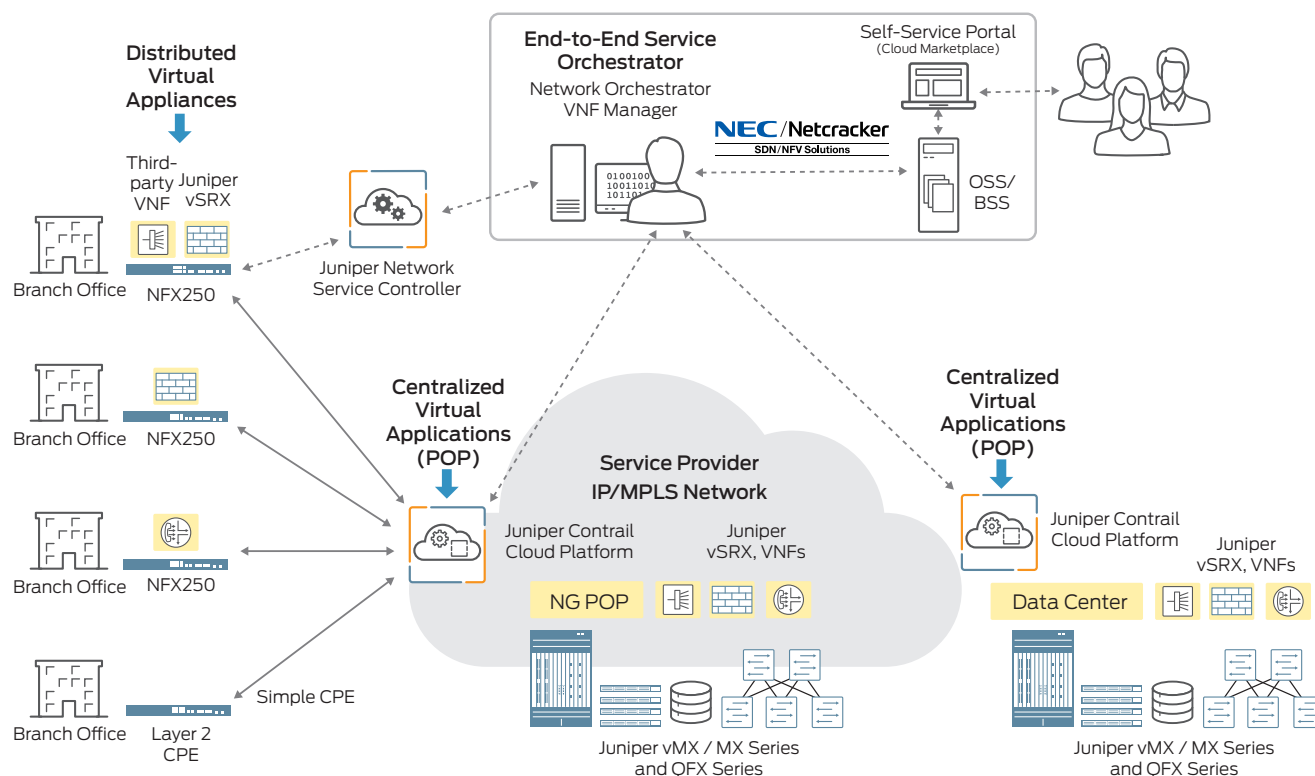 Distributed
Virtual
Appliances
Third-
party
VNF
Juniper
vSRX
Branch Office
NFX250
Juniper Network
Service Controller
End-to-End Service
Orchestrator
Network Orchestrator
VNF Manager
0100100
10011010
10110
NEC/Netcracker
SDN/NFV Solutions
Self-Service Portal
(Cloud Marketplace)
OSS/
BSS
Branch Office
NFX250
Branch Office
NFX250
Branch Office
Layer 2
CPE
Simple CPE
Centralized
Virtual
Applications
(POP)
Service Provider
IP/MPLS Network
Juniper Contrail
Cloud Platform
Juniper
vSRX, VNFs
NG POP
Juniper vMX / MX Series
and QFX Series
Centralized
Virtual
Applications
(POP)
Juniper Contrail
Cloud Platform
Juniper
vSRX, VNFs
Data Center
Juniper vMX / MX Series
and QFX Series